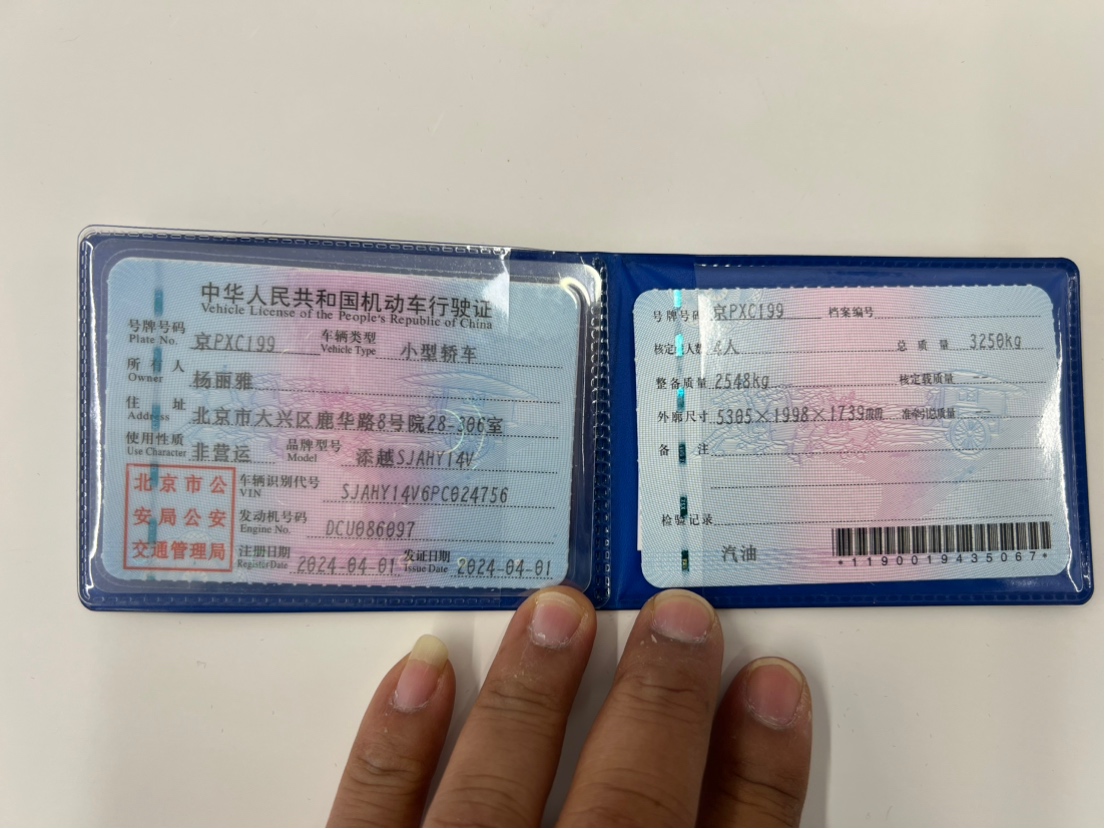 中华人民共和国机动车行驶证
Vehicle License of the People's Republic of China
号牌号码 京PXC199 车辆类型 小型轿车
Plate No. Vehicle Type
所有人 杨丽雅
Owner
住址 北京市大兴区鹿华路8号院28-306室
Address
使用性质 非营运 品牌型号 添越SJAHY14V
Use Character Model
北京市公安局公安交通管理局
车辆识别代号 SJAHY14V6PC024756
VIN
发动机号码 DCU086097
Engine No.
注册日期 2024-04-01 发证日期 2024-04-01
Register Date Issue Date
号牌号码 京PXC199 档案编号
核定载人数 4人 总质量 3250kg
整备质量 2548kg 核定载质量
外廓尺寸 5305×1998×1739mm 准牵引总质量
备注
检验记录
汽油
*1190019435067*